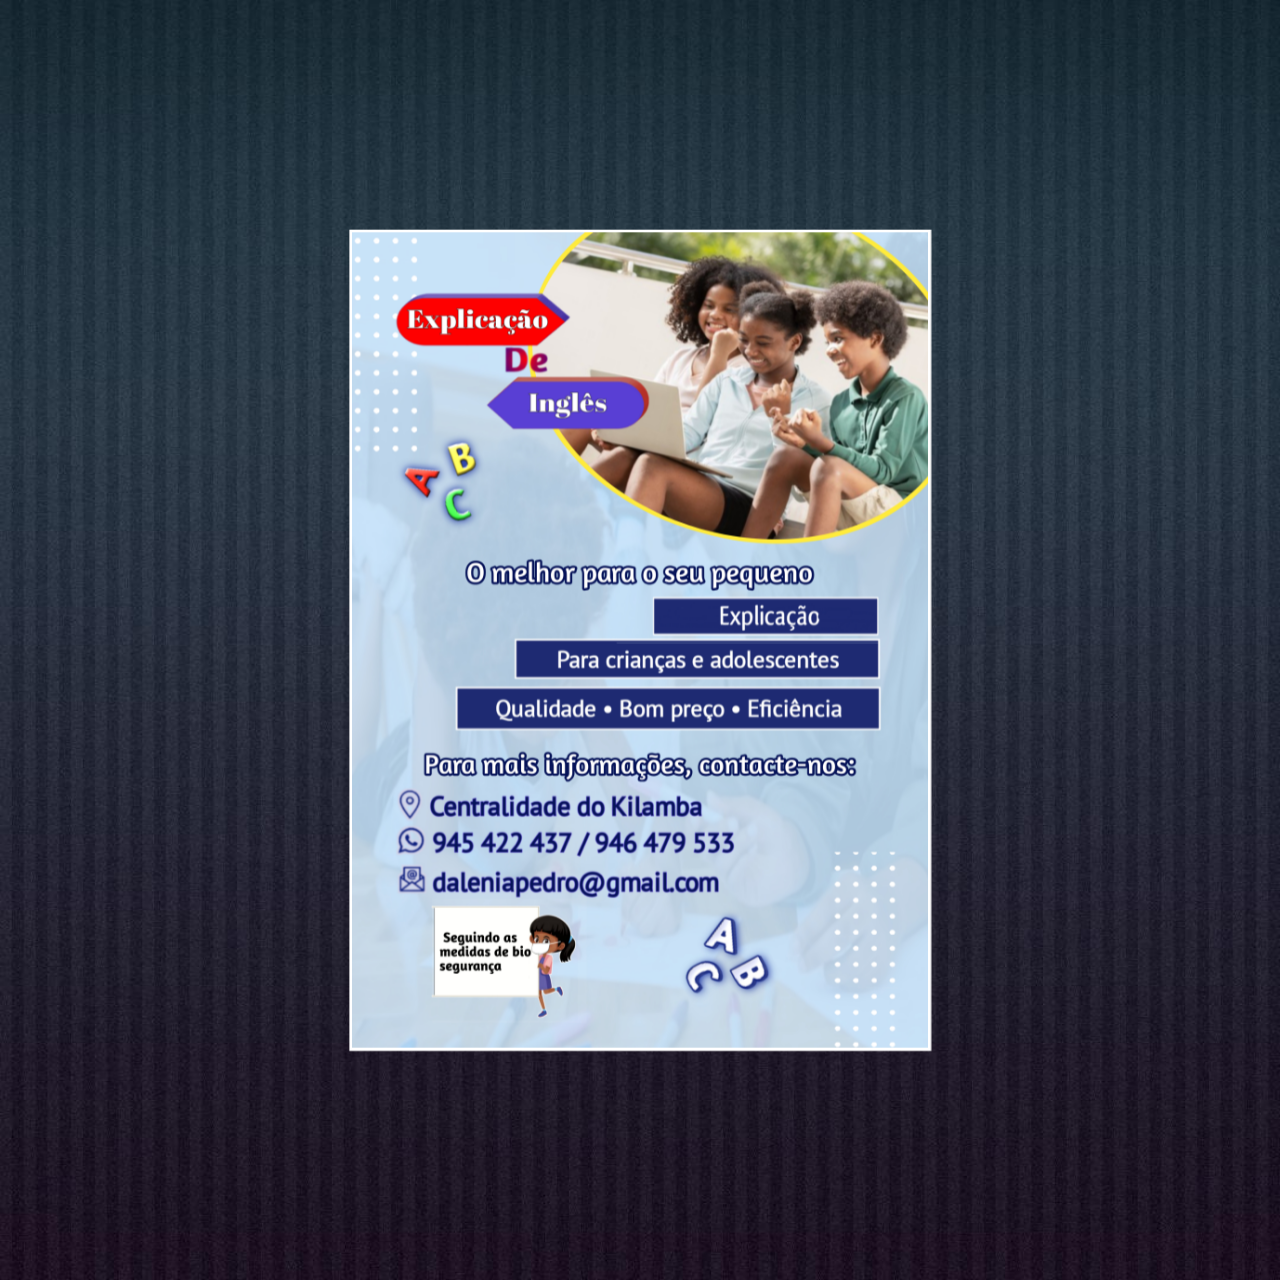 Explicação
De
Inglês
A B
C
O melhor para o seu pequeno
Explicação
Para crianças e adolescentes
Qualidade • Bom preço • Eficiência
Para mais informações, contacte-nos:
Centralidade do Kilamba
945 422 437 / 946 479 533
daleniapedro@gmail.com
Seguindo as
medidas de bio
segurança
A
C B